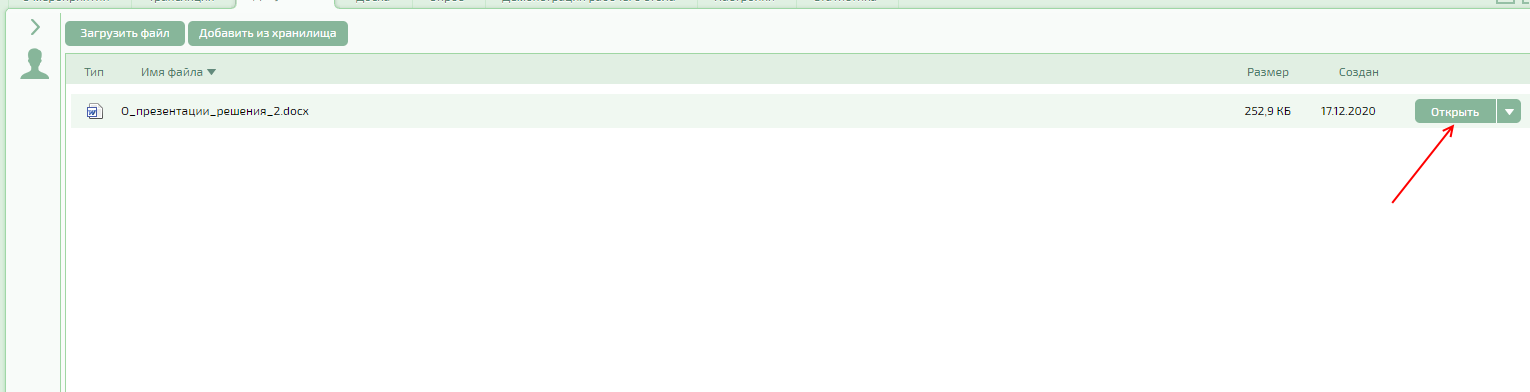 Загрузить файл Добавить из хранилища
Тип Имя файла Размер Создан
О_презентации_решения_2.docx 252,9 КБ 17.12.2020 Открыть